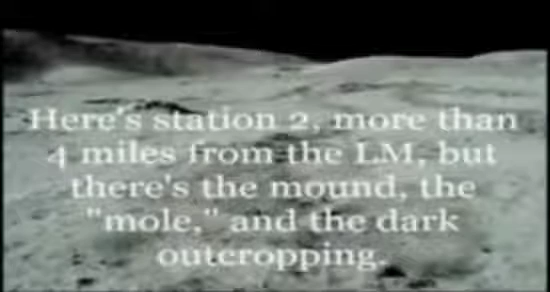 Here's station 2, more than
4 miles from the LM, but
there's the mound, the
"mole," and the dark
outcropping.